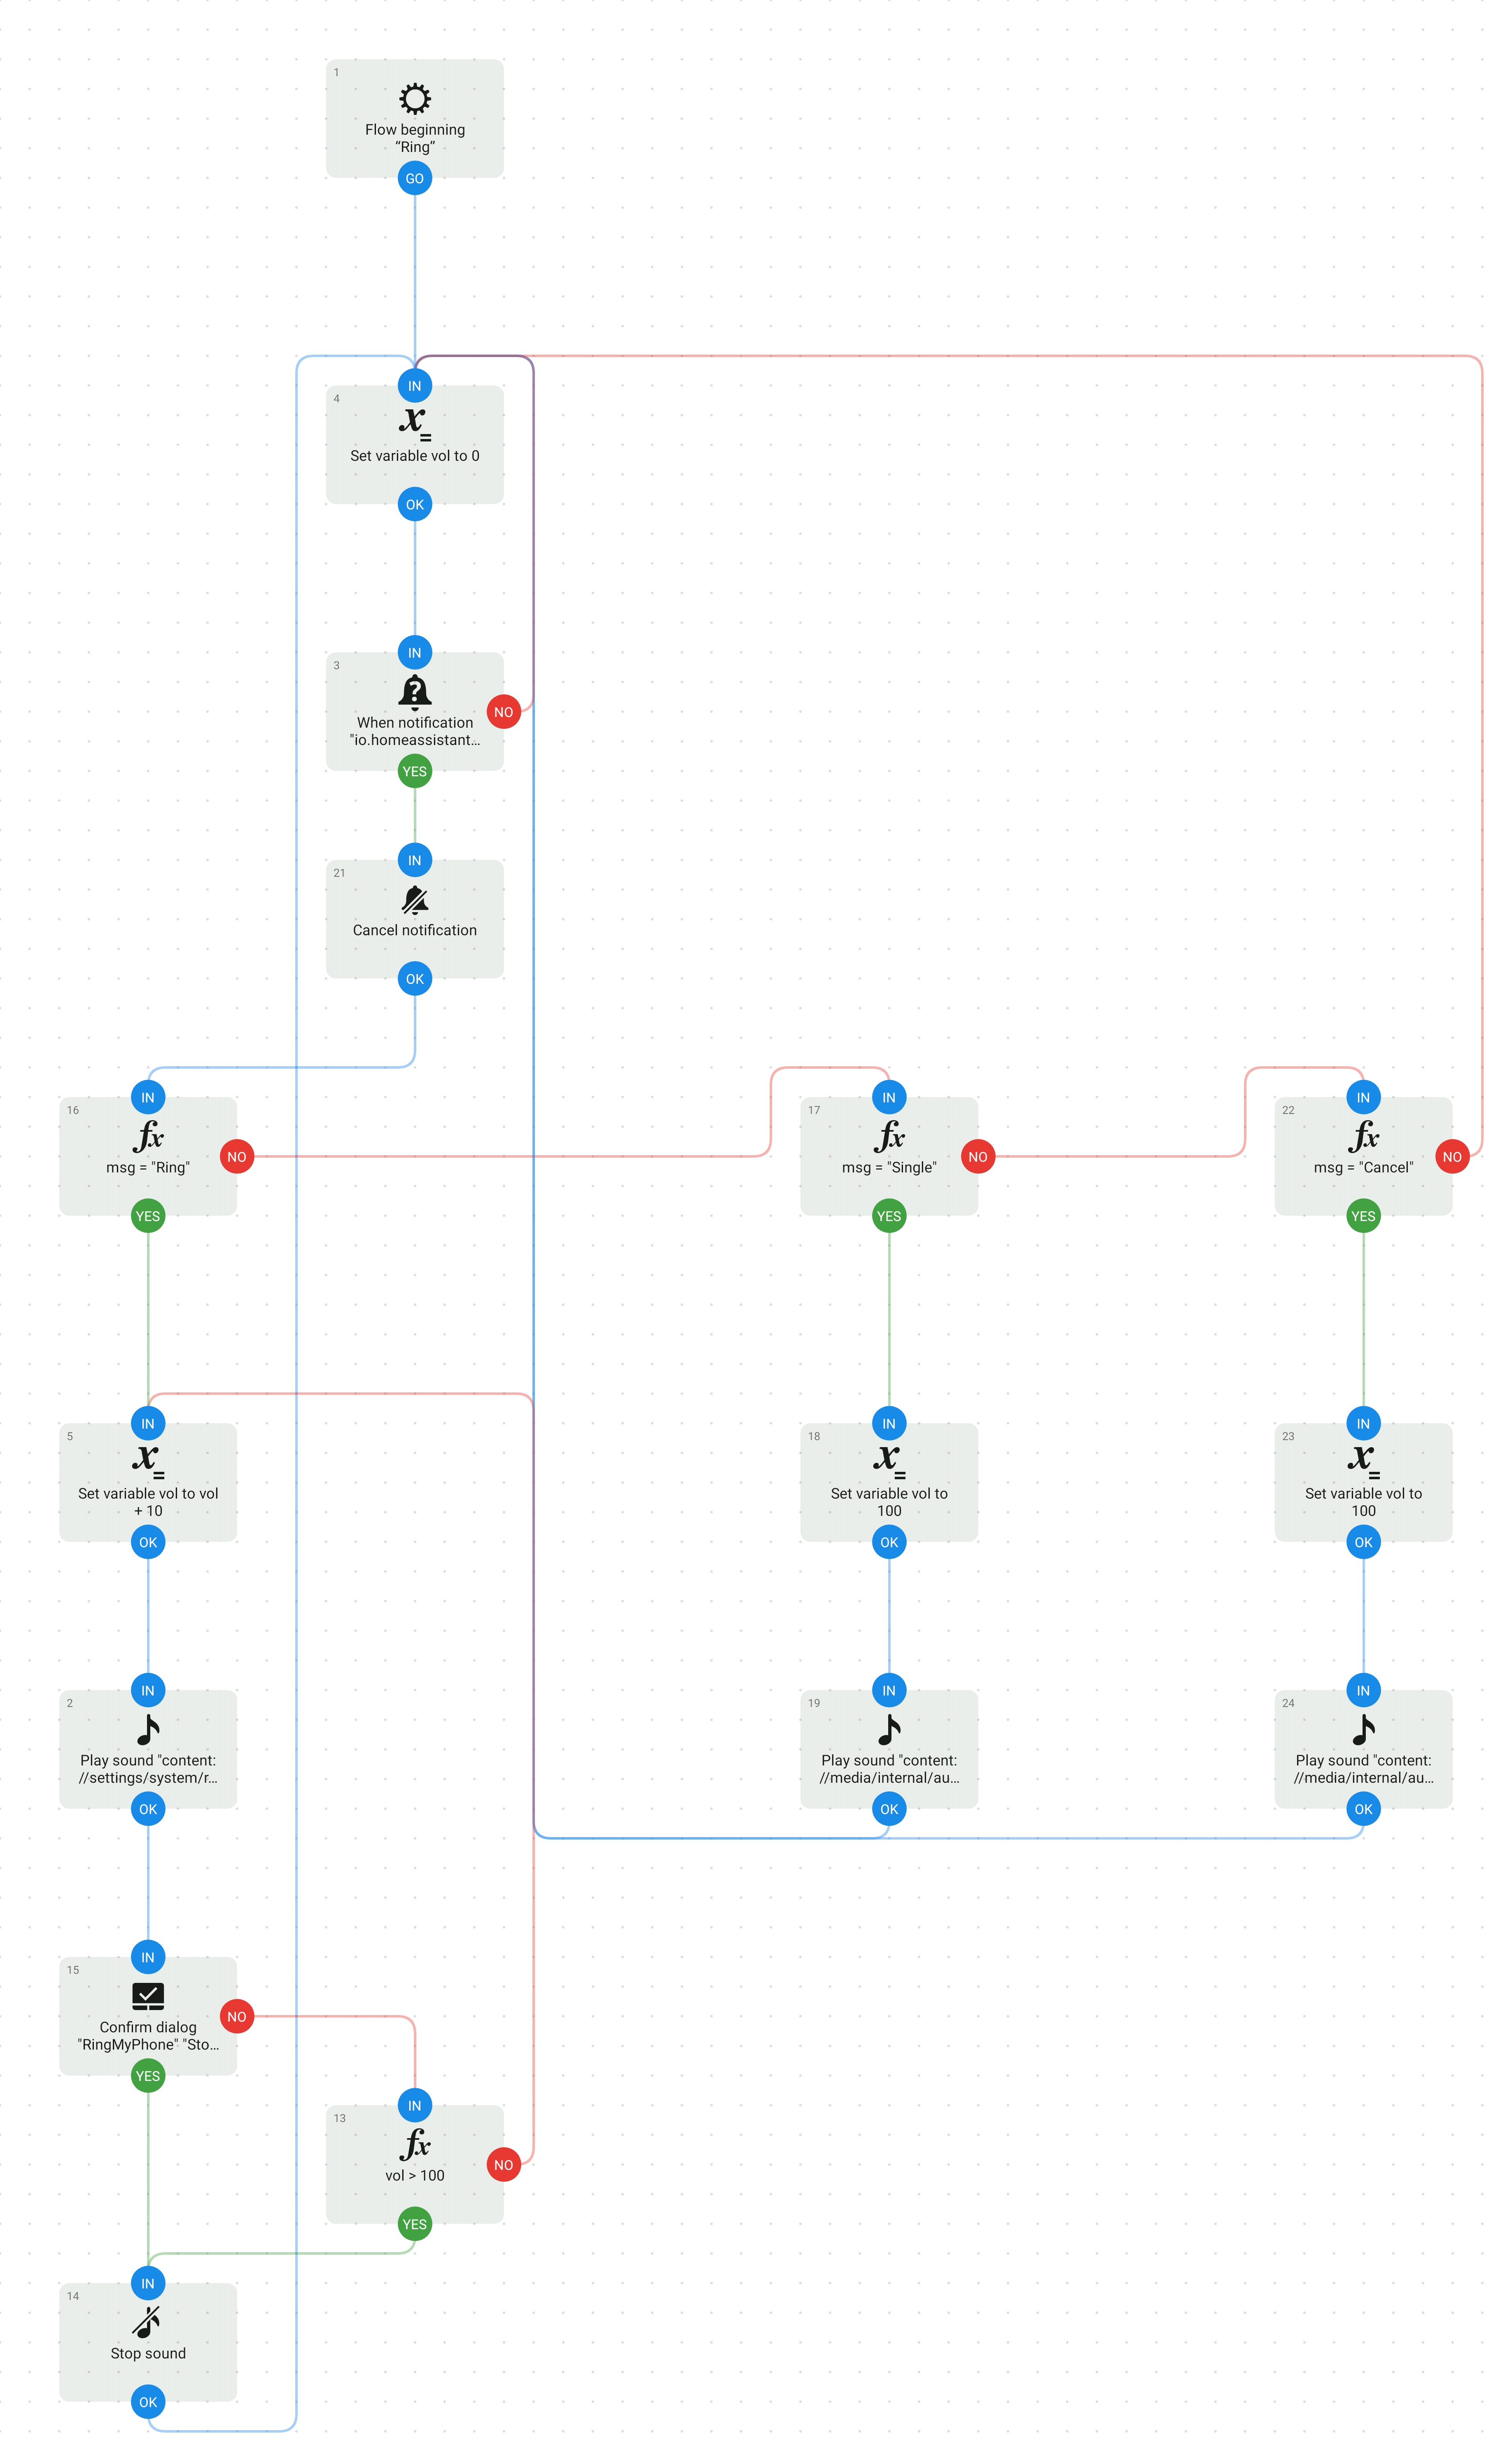 1
Flow beginning
“Ring”
GO
IN
4
x=
Set variable vol to 0
OK
IN
3
?
When notification
"io.homeassistant…
NO
YES
IN
21
Cancel notification
OK
IN
16
fx
msg = "Ring"
NO
YES
IN
17
fx
msg = "Single"
NO
YES
IN
22
fx
msg = "Cancel"
NO
YES
IN
5
x=
Set variable vol to vol
+ 10
OK
IN
18
x=
Set variable vol to
100
OK
IN
23
x=
Set variable vol to
100
OK
IN
2
Play sound "content:
//settings/system/r…
OK
IN
19
Play sound "content:
//media/internal/au…
OK
IN
24
Play sound "content:
//media/internal/au…
OK
IN
15
Confirm dialog
"RingMyPhone" "Sto…
NO
YES
IN
13
fx
vol > 100
NO
YES
IN
14
Stop sound
OK